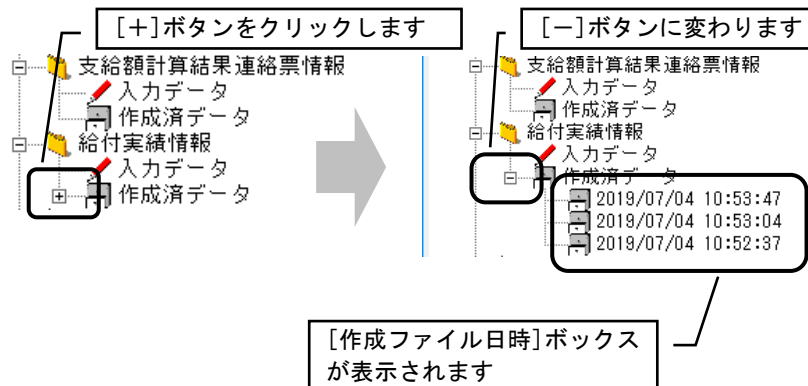 [＋]ボタンをクリックします
支給額計算結果連絡票情報
入力データ
作成済データ
給付実績情報
入力データ
作成済データ
[－]ボタンに変わります
支給額計算結果連絡票情報
入力データ
作成済データ
給付実績情報
入力データ
作成済データ
2019/07/04 10:53:47
2019/07/04 10:53:04
2019/07/04 10:52:37
[作成ファイル日時]ボックス
が表示されます